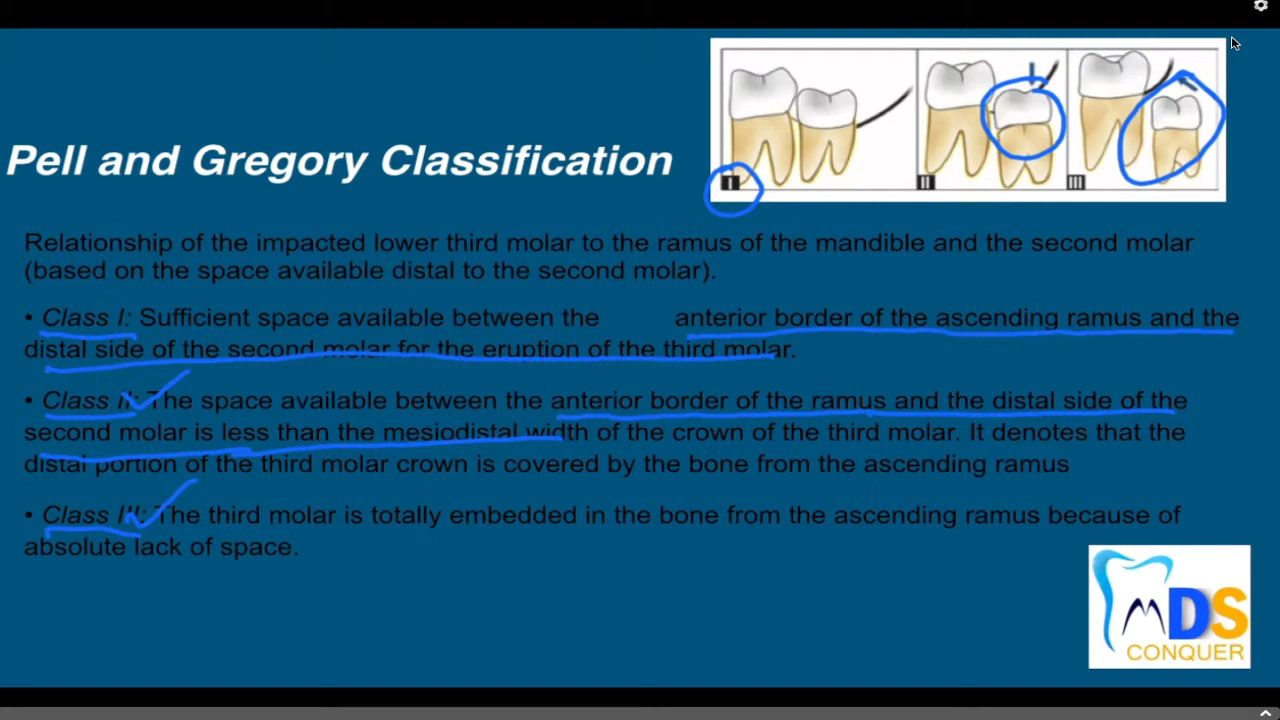 I II III
Pell and Gregory Classification
Relationship of the impacted lower third molar to the ramus of the mandible and the second molar
(based on the space available distal to the second molar).
• Class I: Sufficient space available between the anterior border of the ascending ramus and the
distal side of the second molar for the eruption of the third molar.
• Class II: The space available between the anterior border of the ramus and the distal side of the
second molar is less than the mesiodistal width of the crown of the third molar. It denotes that the
distal portion of the third molar crown is covered by the bone from the ascending ramus
• Class III: The third molar is totally embedded in the bone from the ascending ramus because of
absolute lack of space.
MDS
CONQUER